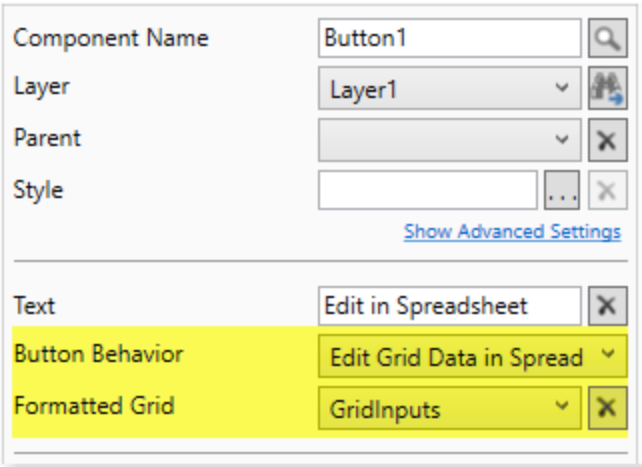 Component Name Button1
Layer Layer1
Parent
Style ...
Show Advanced Settings
Text Edit in Spreadsheet
Button Behavior Edit Grid Data in Spread
Formatted Grid GridInputs